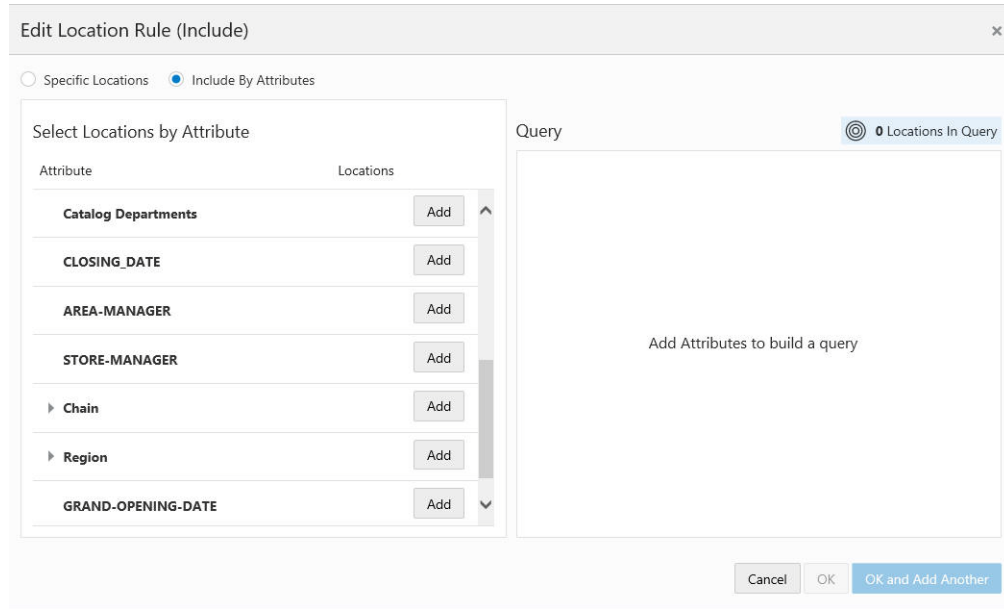 Edit Location Rule (Include)
×
Specific Locations Include By Attributes
Select Locations by Attribute
Attribute Locations
Catalog Departments Add
CLOSING_DATE Add
AREA-MANAGER Add
STORE-MANAGER Add
Chain Add
Region Add
GRAND-OPENING-DATE Add
Query 0 Locations In Query
Add Attributes to build a query
Cancel OK OK and Add Another